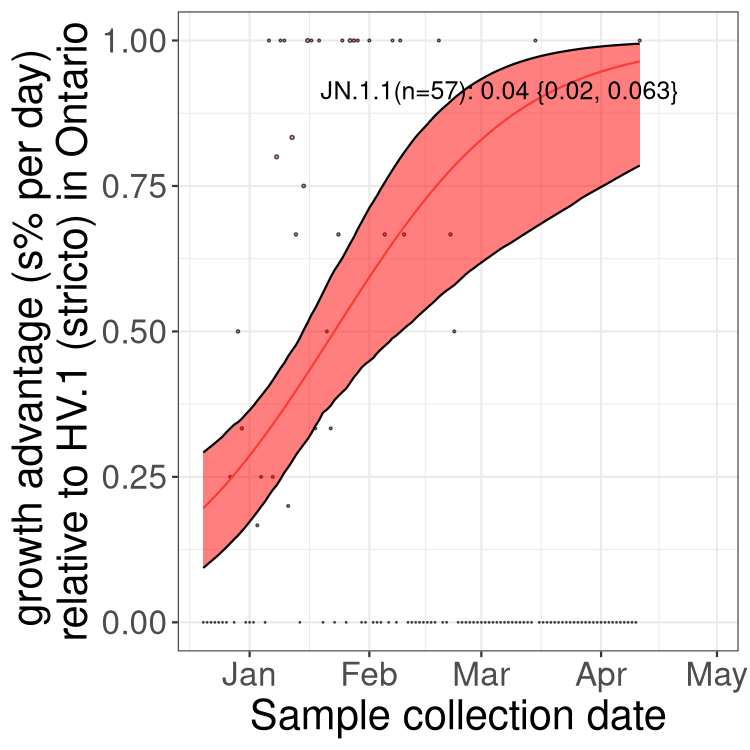 growth advantage (s% per day)
relative to HV.1 (stricto) in Ontario
1.00
0.75
0.50
0.25
0.00
JN.1.1(n=57): 0.04 {0.02, 0.063}
Jan Feb Mar Apr May
Sample collection date